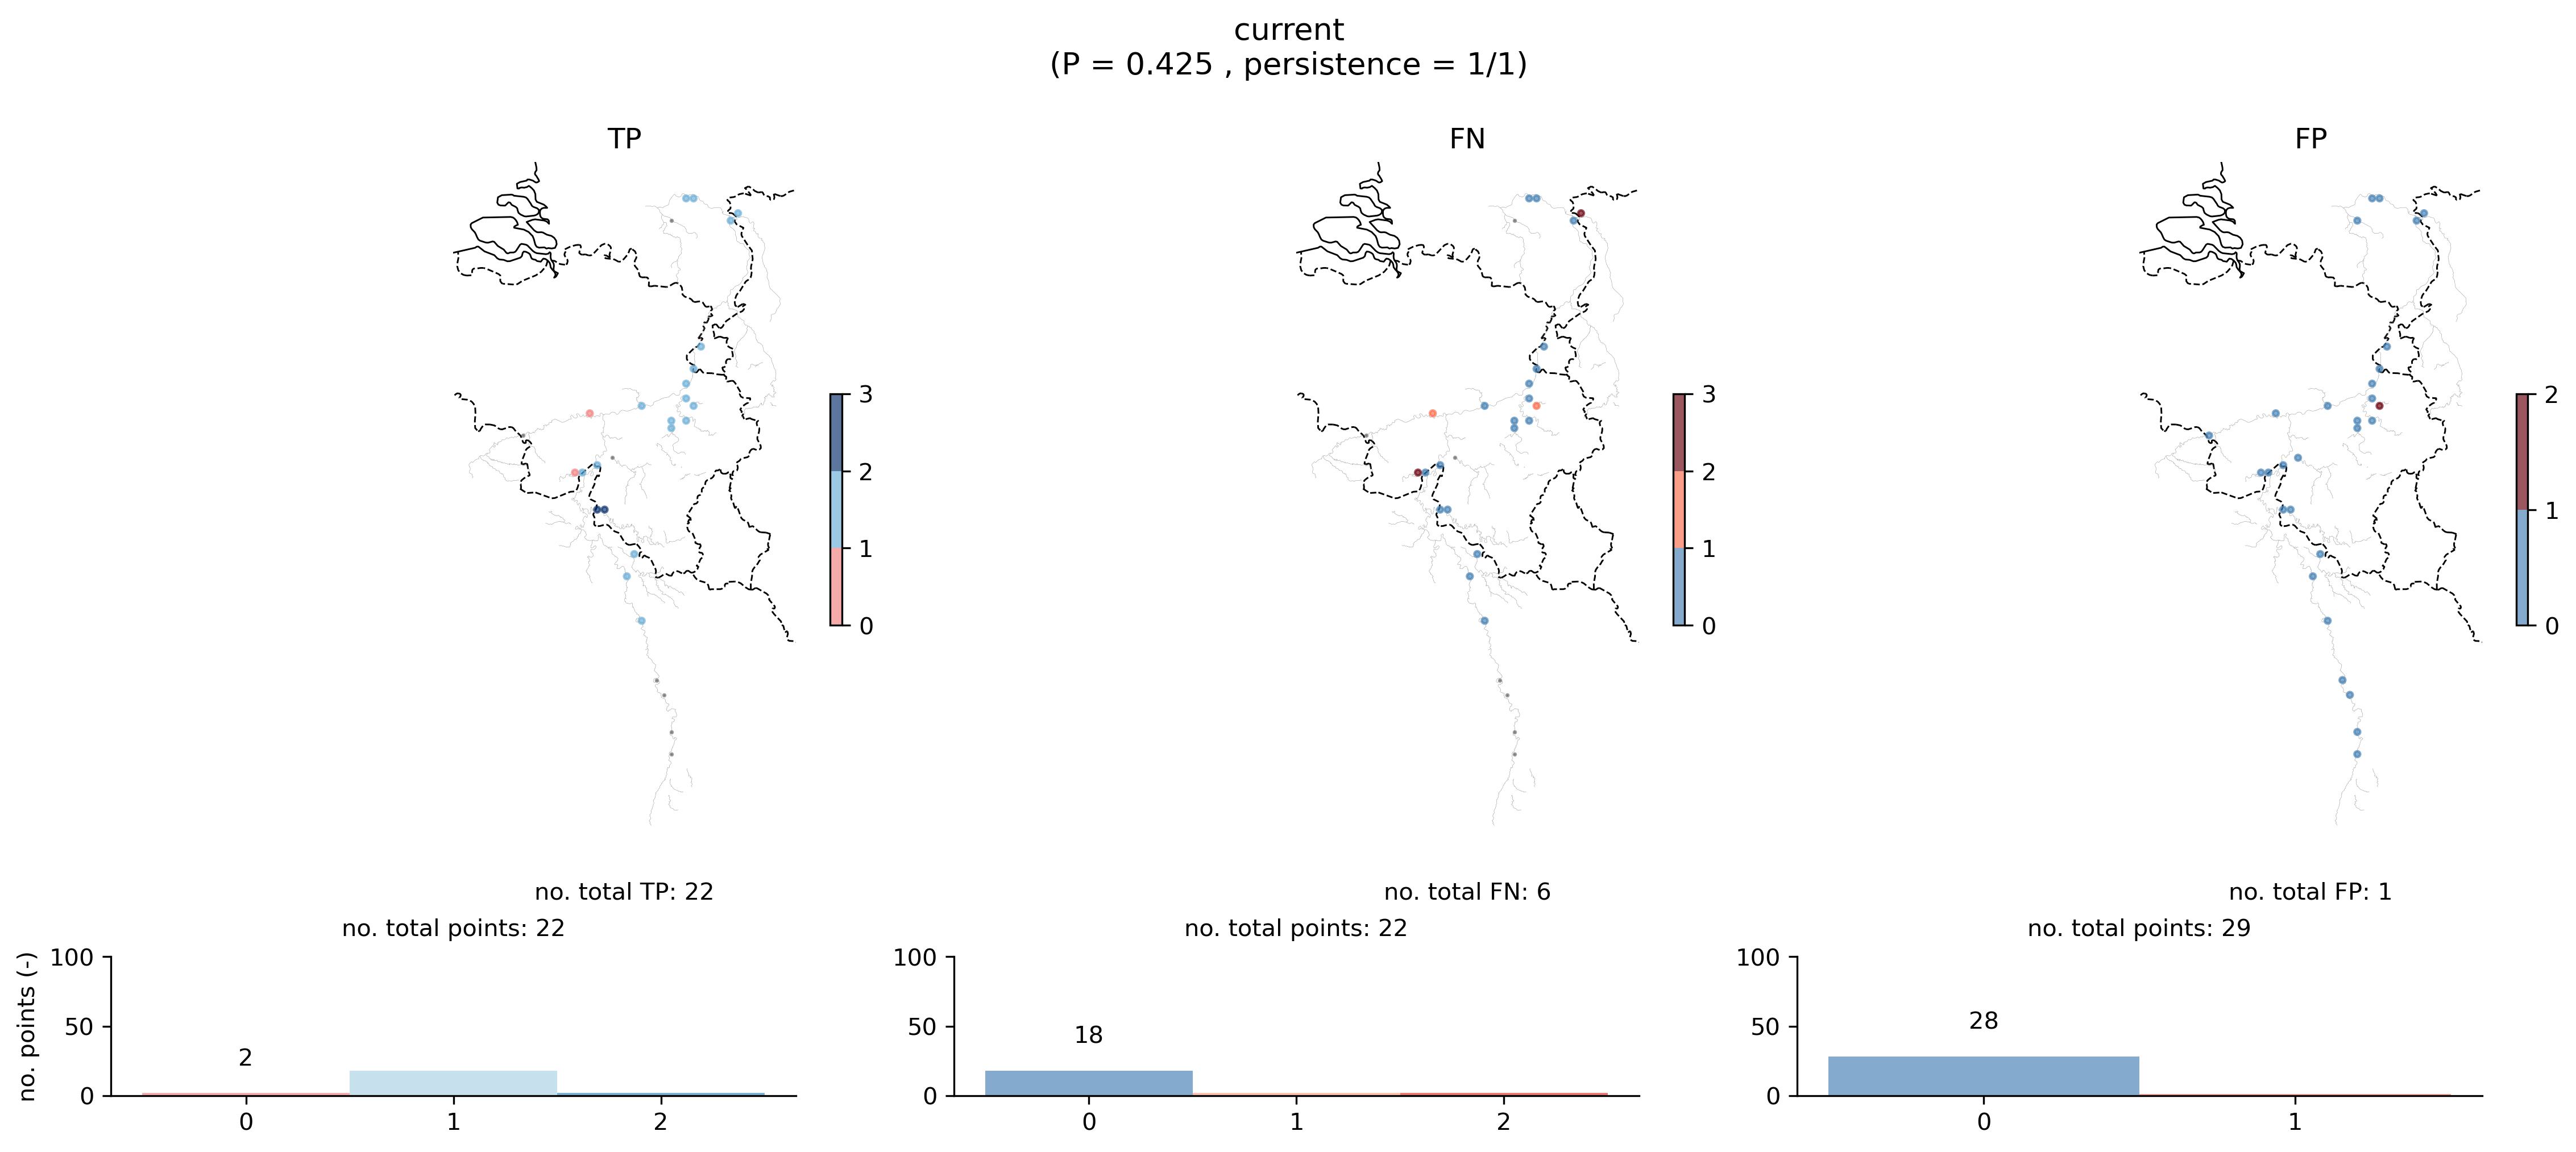 current
(P = 0.425 , persistence = 1/1)
TP
FN
FP
3
2
1
0
3
2
1
0
2
1
0
no. total TP: 22
no. total FN: 6
no. total FP: 1
no. total points: 22
no. total points: 22
no. total points: 29
no. points (-)
100
50
0
2
0
1
2
100
50
0
18
0
1
2
100
50
0
28
0
1